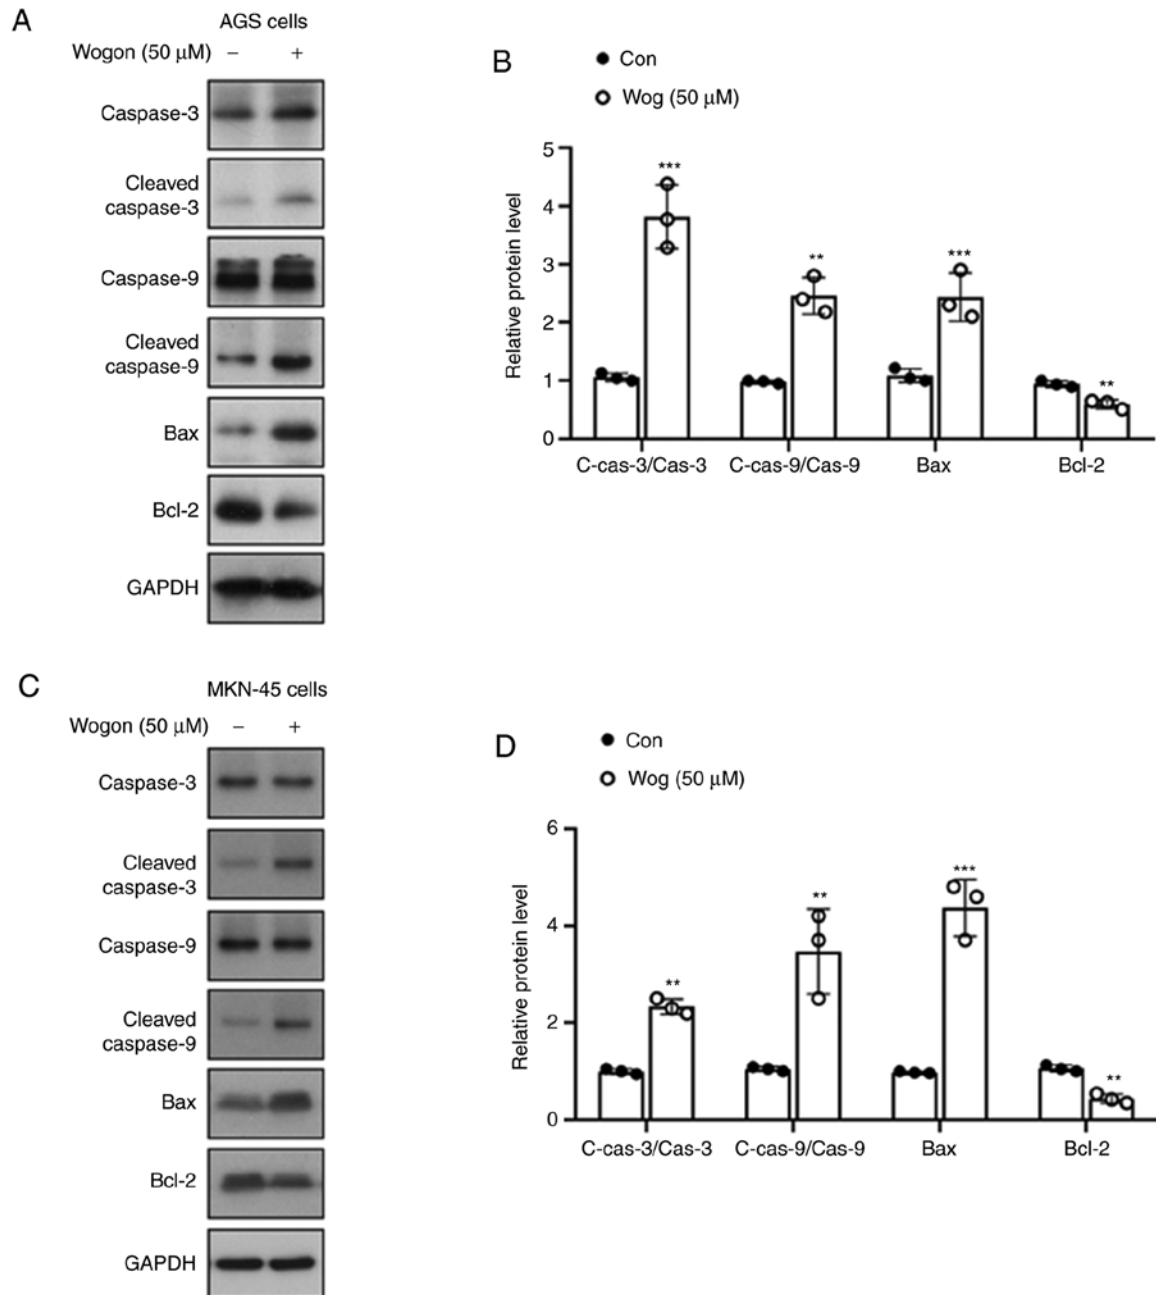 A
AGS cells
Wogon (50 μM) − +
Caspase-3
Cleaved
caspase-3
Caspase-9
Cleaved
caspase-9
Bax
Bcl-2
GAPDH
B
Con
Wog (50 μM)
Relative protein level
5
4
3
2
1
0
***
**
***
**
C-cas-3/Cas-3 C-cas-9/Cas-9 Bax Bcl-2
C
MKN-45 cells
Wogon (50 μM) − +
Caspase-3
Cleaved
caspase-3
Caspase-9
Cleaved
caspase-9
Bax
Bcl-2
GAPDH
D
Con
Wog (50 μM)
Relative protein level
6
4
2
0
**
**
***
**
C-cas-3/Cas-3 C-cas-9/Cas-9 Bax Bcl-2